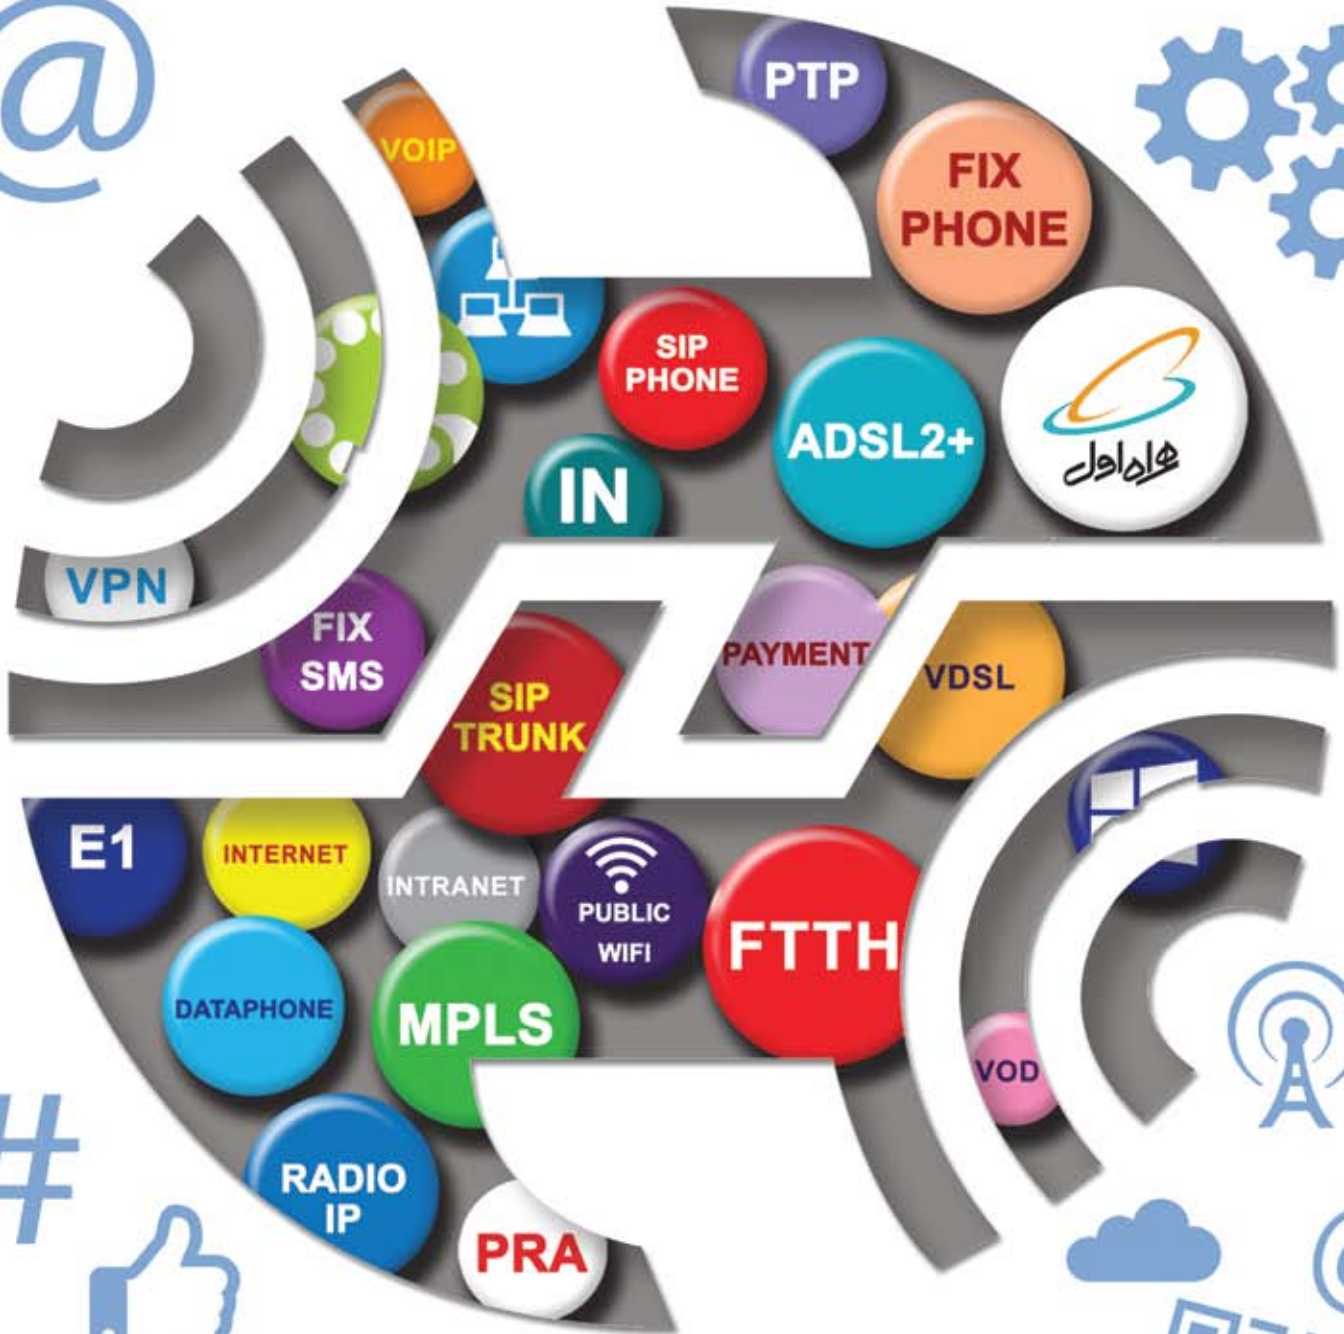 @
PTP
VOIP
FIX
PHONE
SIP
PHONE
ADSL2+
همراه اول
IN
VPN
FIX
SMS
PAYMENT
VDSL
SIP
TRUNK
E1
INTERNET
INTRANET
PUBLIC
WIFI
FTTH
DATAPHONE
MPLS
VOD
#
RADIO
IP
PRA